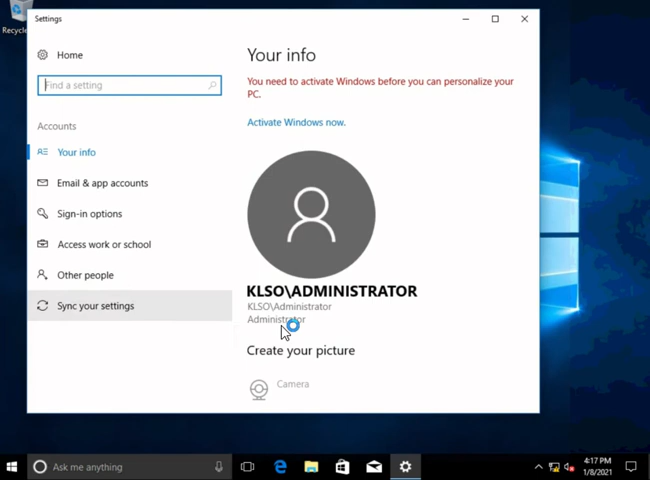 Recycle
Settings
Home
Find a setting
Accounts
Your info
Email & app accounts
Sign-in options
Access work or school
Other people
Sync your settings
Your info
You need to activate Windows before you can personalize your
PC.
Activate Windows now.
KLSO\ADMINISTRATOR
KLSO\Administrator
Administrator
Create your picture
Camera
Ask me anything
4:17 PM
1/8/2021